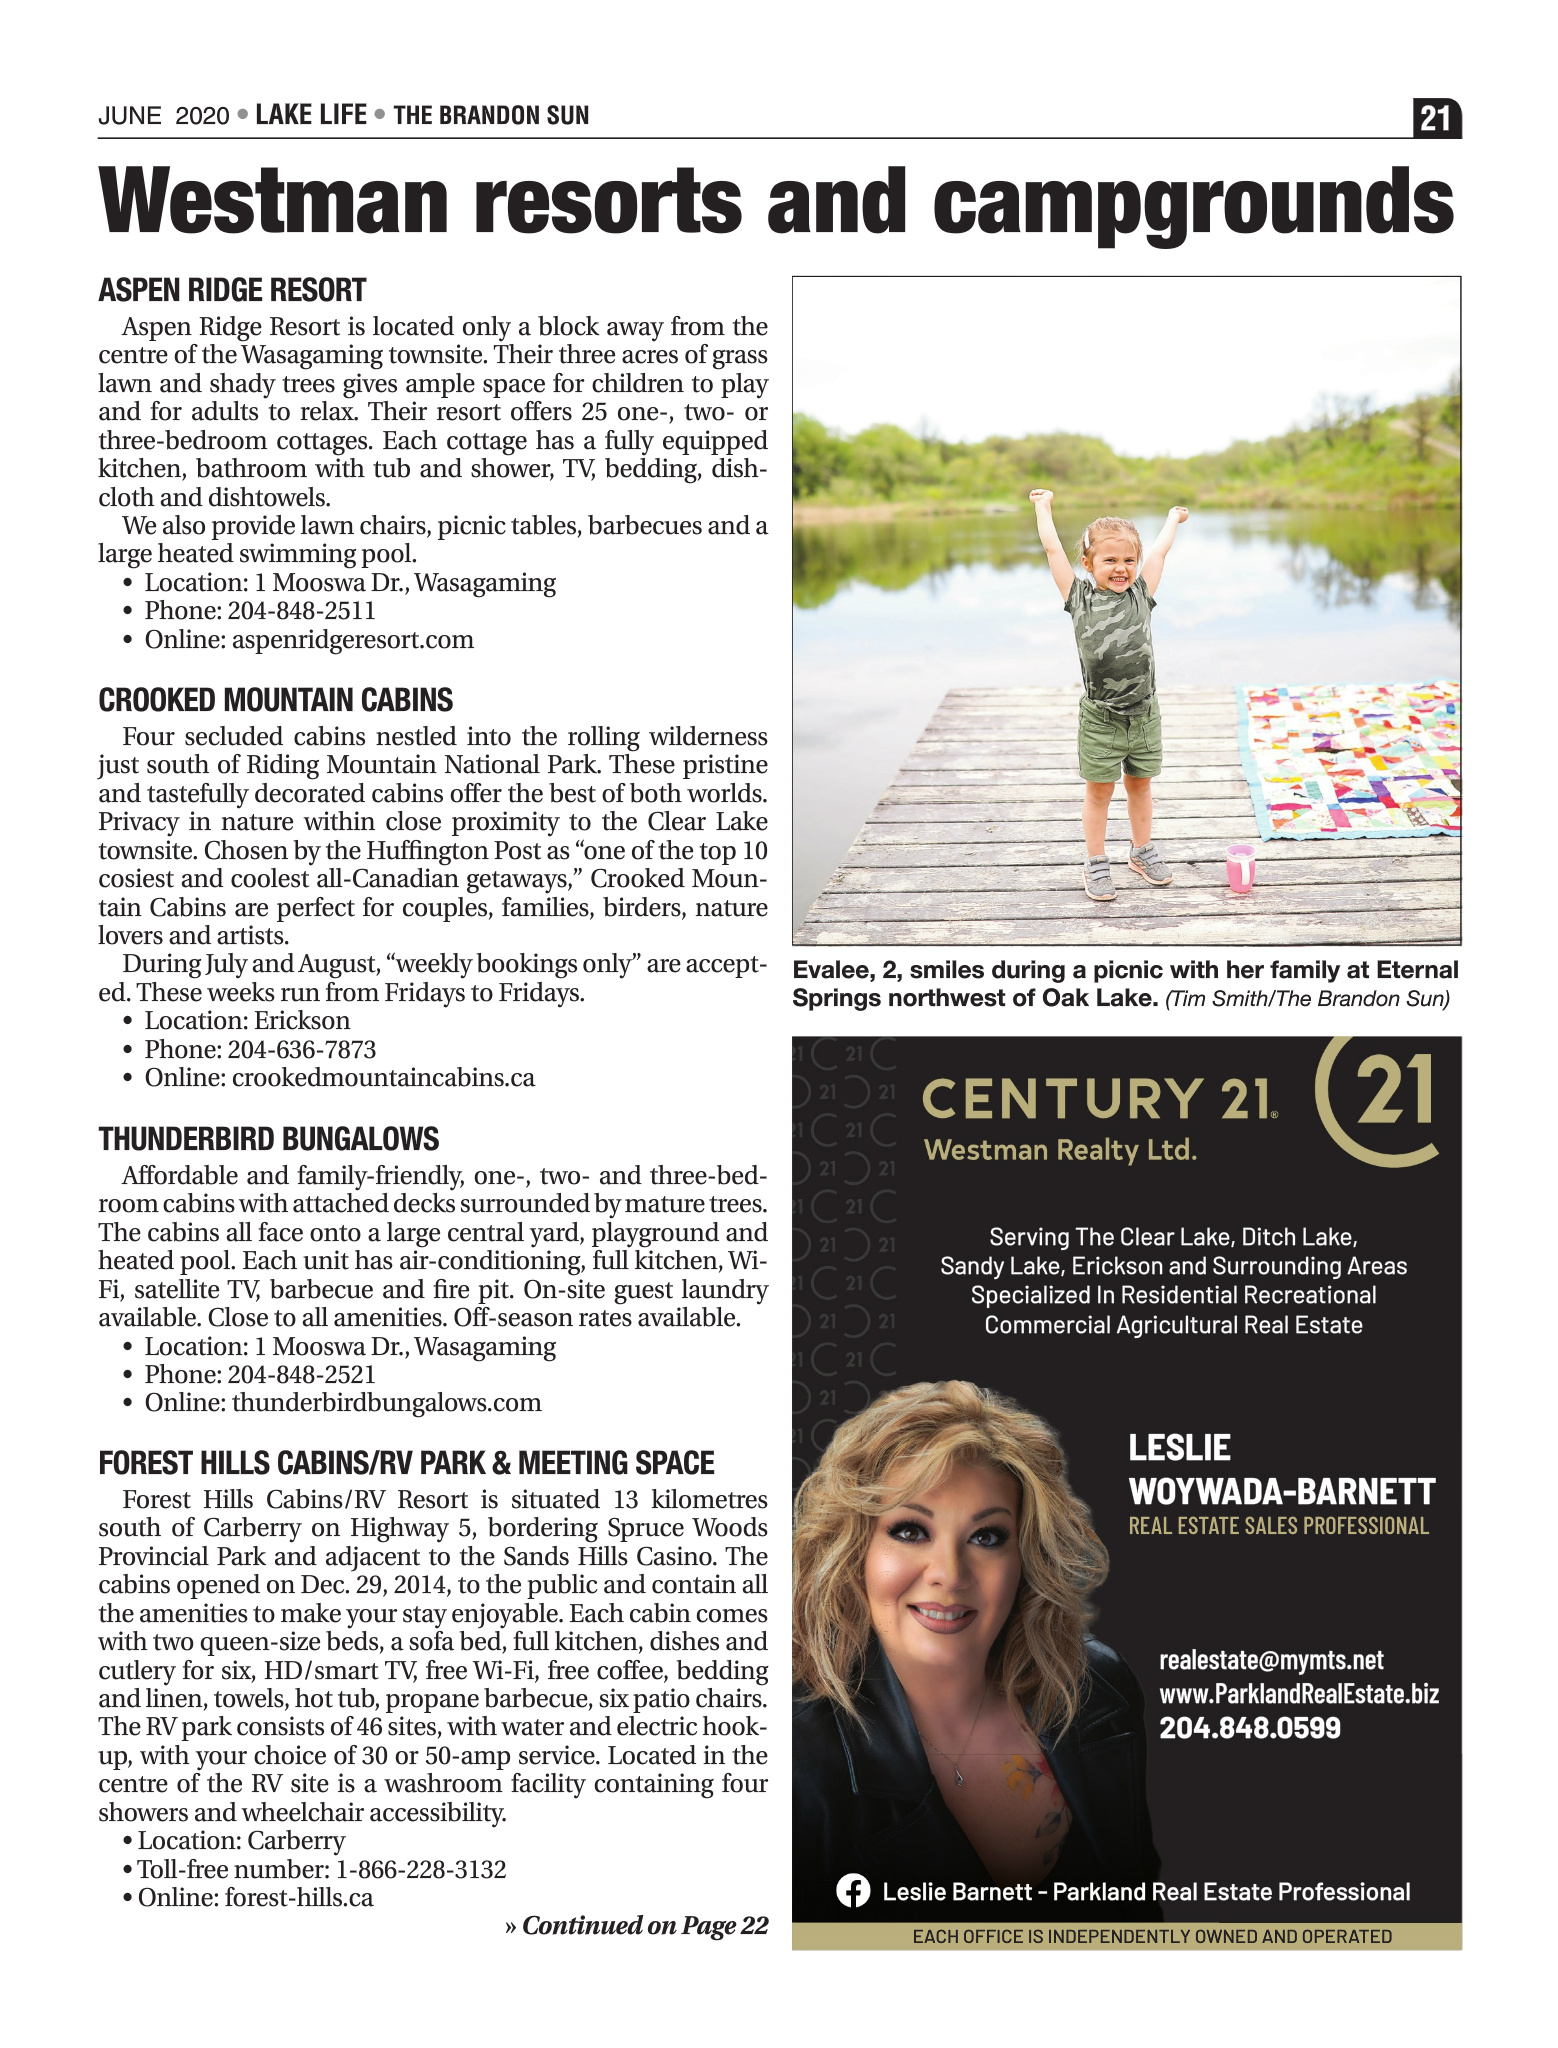 JUNE 2020 • LAKE LIFE • THE BRANDON SUN
21
Westman resorts and campgrounds
ASPEN RIDGE RESORT
Aspen Ridge Resort is located only a block away from the
centre of the Wasagaming townsite. Their three acres of grass
lawn and shady trees gives ample space for children to play
and for adults to relax. Their resort offers 25 one-, two- or
three-bedroom cottages. Each cottage has a fully equipped
kitchen, bathroom with tub and shower, TV, bedding, dish-
cloth and dishtowels.
We also provide lawn chairs, picnic tables, barbecues and a
large heated swimming pool.
• Location: 1 Mooswa Dr., Wasagaming
• Phone: 204-848-2511
• Online: aspenridgeresort.com
CROOKED MOUNTAIN CABINS
Four secluded cabins nestled into the rolling wilderness
just south of Riding Mountain National Park. These pristine
and tastefully decorated cabins offer the best of both worlds.
Privacy in nature within close proximity to the Clear Lake
townsite. Chosen by the Huffington Post as “one of the top 10
cosiest and coolest all-Canadian getaways,” Crooked Moun-
tain Cabins are perfect for couples, families, birders, nature
lovers and artists.
During July and August, “weekly bookings only” are accept-
ed. These weeks run from Fridays to Fridays.
• Location: Erickson
• Phone: 204-636-7873
• Online: crookedmountaincabins.ca
THUNDERBIRD BUNGALOWS
Affordable and family-friendly, one-, two- and three-bed-
room cabins with attached decks surrounded by mature trees.
The cabins all face onto a large central yard, playground and
heated pool. Each unit has air-conditioning, full kitchen, Wi-
Fi, satellite TV, barbecue and fire pit. On-site guest laundry
available. Close to all amenities. Off-season rates available.
• Location: 1 Mooswa Dr., Wasagaming
• Phone: 204-848-2521
• Online: thunderbirdbungalows.com
FOREST HILLS CABINS/RV PARK & MEETING SPACE
Forest Hills Cabins/RV Resort is situated 13 kilometres
south of Carberry on Highway 5, bordering Spruce Woods
Provincial Park and adjacent to the Sands Hills Casino. The
cabins opened on Dec. 29, 2014, to the public and contain all
the amenities to make your stay enjoyable. Each cabin comes
with two queen-size beds, a sofa bed, full kitchen, dishes and
cutlery for six, HD/smart TV, free Wi-Fi, free coffee, bedding
and linen, towels, hot tub, propane barbecue, six patio chairs.
The RV park consists of 46 sites, with water and electric hook-
up, with your choice of 30 or 50-amp service. Located in the
centre of the RV site is a washroom facility containing four
showers and wheelchair accessibility.
• Location: Carberry
• Toll-free number: 1-866-228-3132
• Online: forest-hills.ca
» Continued on Page 22
Evalee, 2, smiles during a picnic with her family at Eternal
Springs northwest of Oak Lake. (Tim Smith/The Brandon Sun)
CENTURY 21®
21
Westman Realty Ltd.
Serving The Clear Lake, Ditch Lake,
Sandy Lake, Erickson and Surrounding Areas
Specialized In Residential Recreational
Commercial Agricultural Real Estate
LESLIE
WOYWADA-BARNETT
REAL ESTATE SALES PROFESSIONAL
realestate@mymts.net
www.ParklandRealEstate.biz
204.848.0599
Leslie Barnett - Parkland Real Estate Professional
EACH OFFICE IS INDEPENDENTLY OWNED AND OPERATED